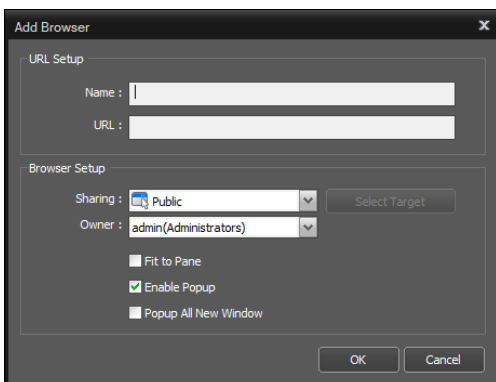 Add Browser
x
URL Setup
Name :
URL :
Browser Setup
Sharing : Public Select Target
Owner : admin(Administrators)
Fit to Pane
Enable Popup
Popup All New Window
OK Cancel